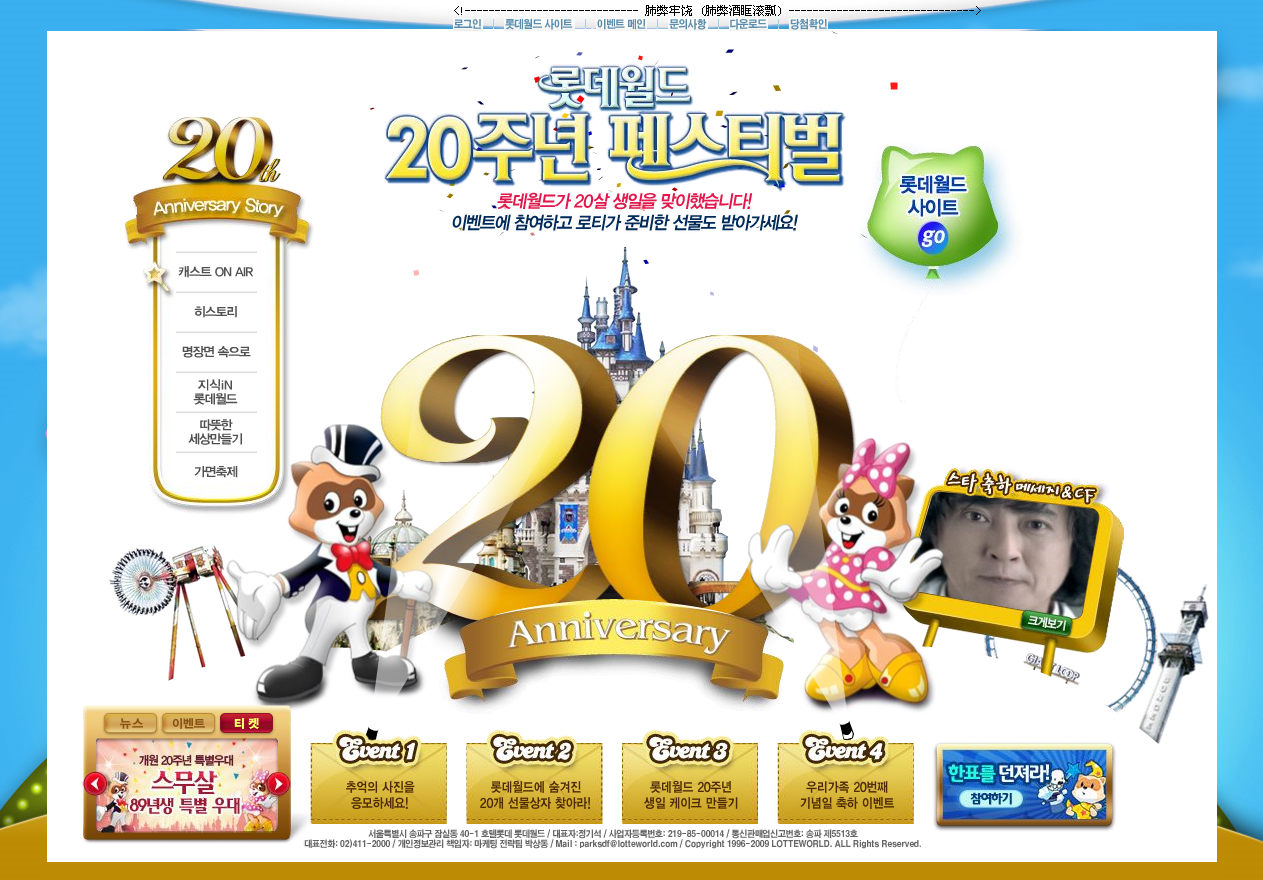 <!-------------------------- 肺弊牢饶 (肺弊酒眶滚瓢) ----------------------------->
로그인 | 롯데월드 사이트 | 이벤트 메인 | 문의사항 | 다운로드 | 당첨확인
롯데월드
20주년 페스티벌
롯데월드가 20살 생일을 맞이했습니다!
이벤트에 참여하고 로티가 준비한 선물도 받아가세요!
롯데월드
사이트
go
20th
Anniversary Story
캐스트 ON AIR
히스토리
명장면 속으로
지식iN
롯데월드
따뜻한
세상만들기
가면축제
20
Anniversary
스타 축하 메세지&CF
크게보기
GIANT LOOP
뉴스 이벤트 티켓
개원 20주년 특별우대
스무살
89년생 특별 우대
Event 1
추억의 사진을
응모하세요!
Event 2
롯데월드에 숨겨진
20개 선물상자 찾아라!
Event 3
롯데월드 20주년
생일 케이크 만들기
Event 4
우리가족 20번째
기념일 축하 이벤트
한표를 던져라!
참여하기
서울특별시 송파구 잠실동 40-1 호텔롯데 롯데월드 / 대표자:정기석 / 사업자등록번호: 219-85-00014 / 통신판매업신고번호: 송파 제5513호
대표전화: 02)411-2000 / 개인정보관리 책임자: 마케팅 전략팀 박상동 / Mail : parksdf@lotteworld.com / Copyright 1996-2009 LOTTEWORLD. ALL Rights Reserved.